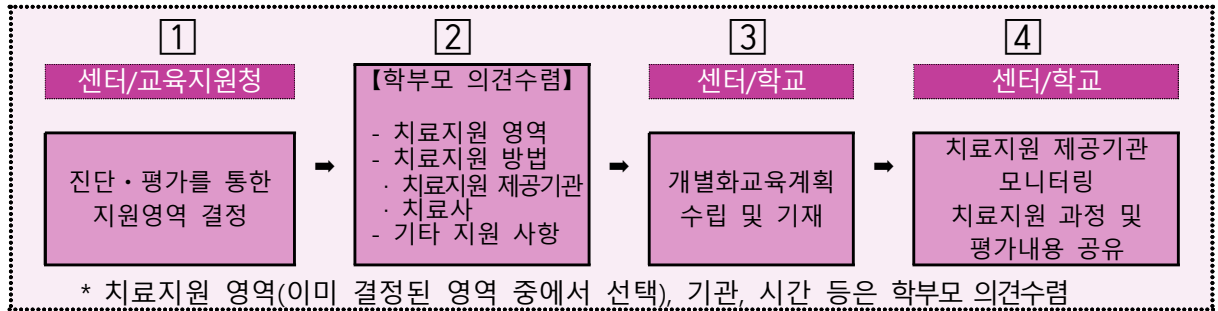 1
센터/교육지원청
진단・평가를 통한
지원영역 결정
➡
2
【학부모 의견수렴】
- 치료지원 영역
- 치료지원 방법
· 치료지원 제공기관
· 치료사
- 기타 지원 사항
➡
3
센터/학교
개별화교육계획
수립 및 기재
➡
4
센터/학교
치료지원 제공기관
모니터링
치료지원 과정 및
평가내용 공유
* 치료지원 영역(이미 결정된 영역 중에서 선택), 기관, 시간 등은 학부모 의견수렴